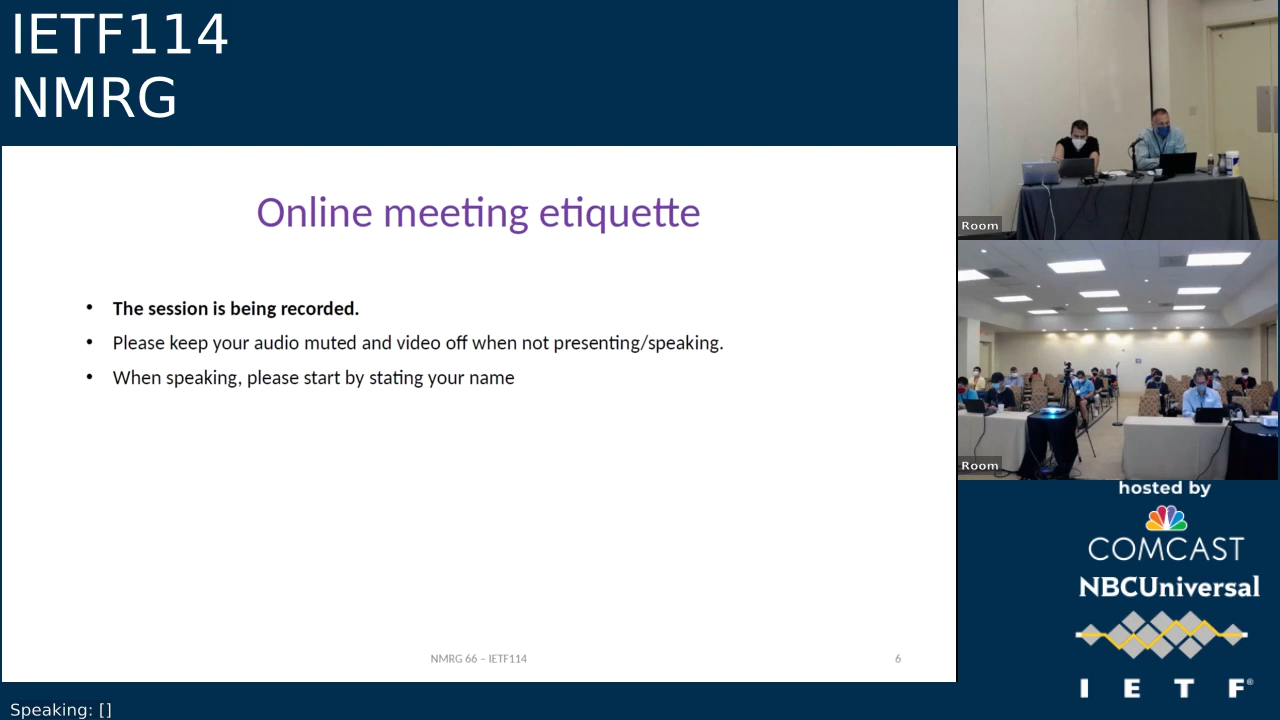 IETF114
NMRG
Online meeting etiquette
• The session is being recorded.
• Please keep your audio muted and video off when not presenting/speaking.
• When speaking, please start by stating your name
NMRG 66 – IETF114
6
Room
Room
hosted by
COMCAST
NBCUniversal
I E T F®
Speaking: []